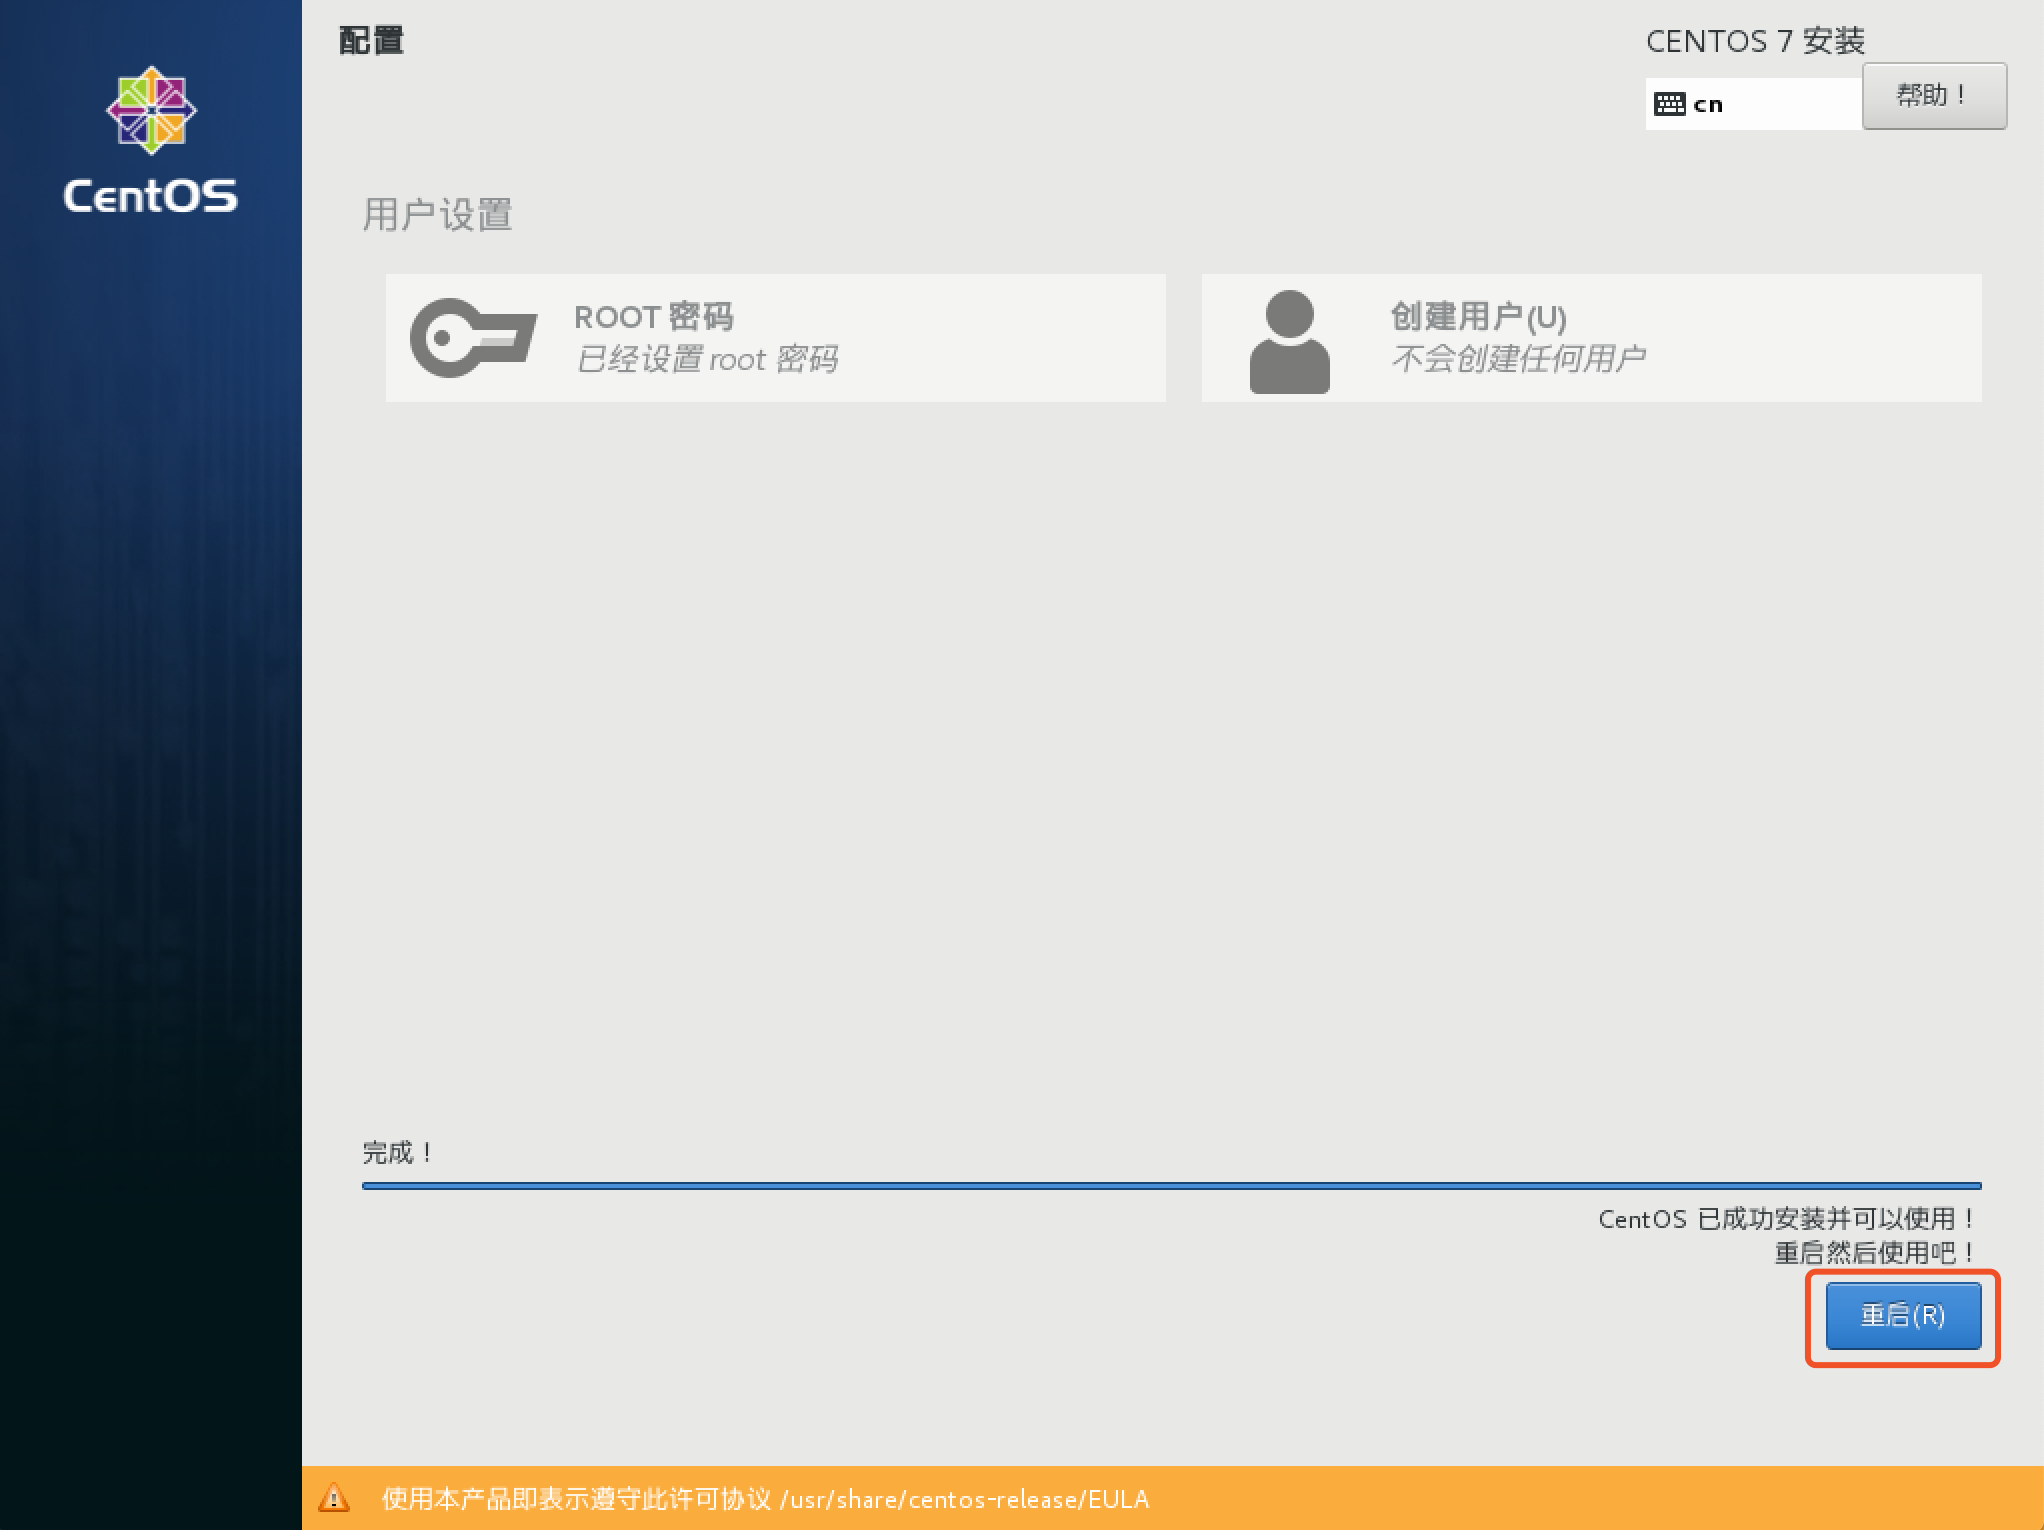 CentOS
配置
CENTOS 7 安装
cn
帮助！
用户设置
ROOT 密码
已经设置 root 密码
创建用户(U)
不会创建任何用户
完成！
CentOS 已成功安装并可以使用！
重启然后使用吧！
重启(R)
使用本产品即表示遵守此许可协议 /usr/share/centos-release/EULA